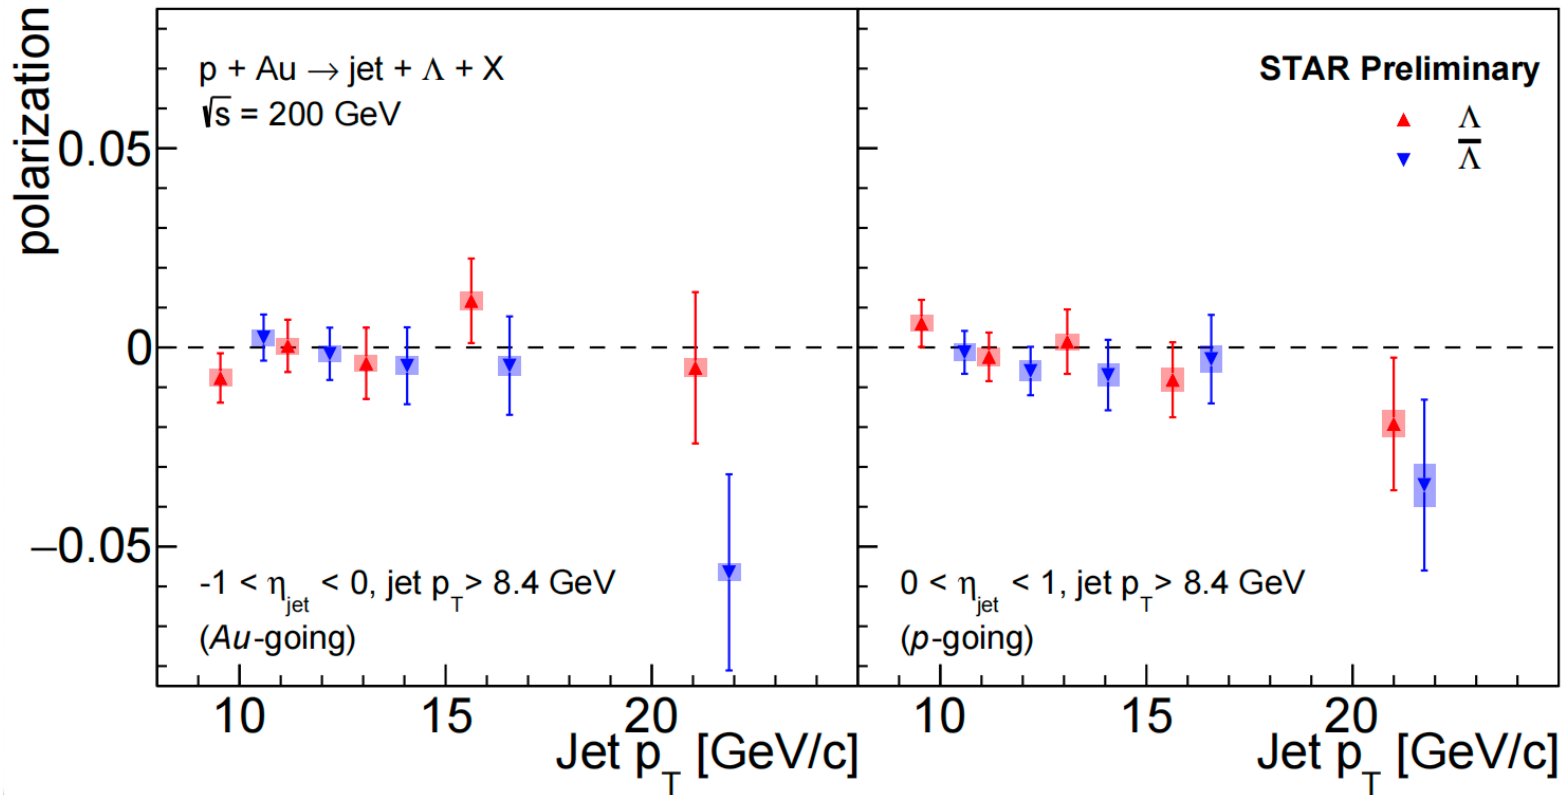 polarization
p + Au → jet + Λ + X
√s = 200 GeV
STAR Preliminary
Λ
Λ̅
0.05
0
−0.05
-1 < η_jet < 0, jet p_T > 8.4 GeV
(Au-going)
0 < η_jet < 1, jet p_T > 8.4 GeV
(p-going)
10 15 20
10 15 20
Jet p_T [GeV/c]
Jet p_T [GeV/c]